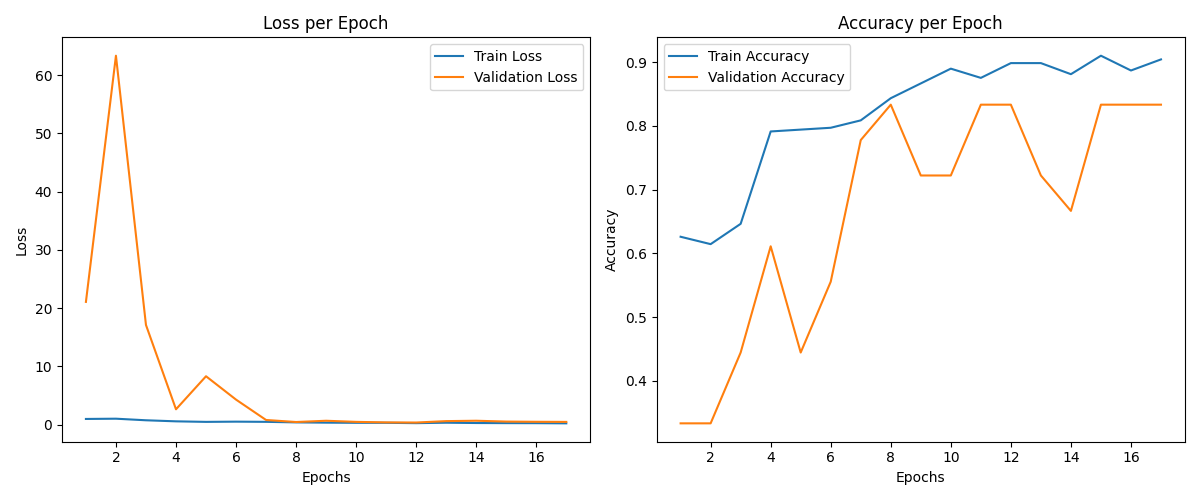 Loss per Epoch
60
50
40
30
20
10
0
Loss
2 4 6 8 10 12 14 16
Epochs
Train Loss
Validation Loss
Accuracy per Epoch
0.9
0.8
0.7
0.6
0.5
0.4
Accuracy
2 4 6 8 10 12 14 16
Epochs
Train Accuracy
Validation Accuracy